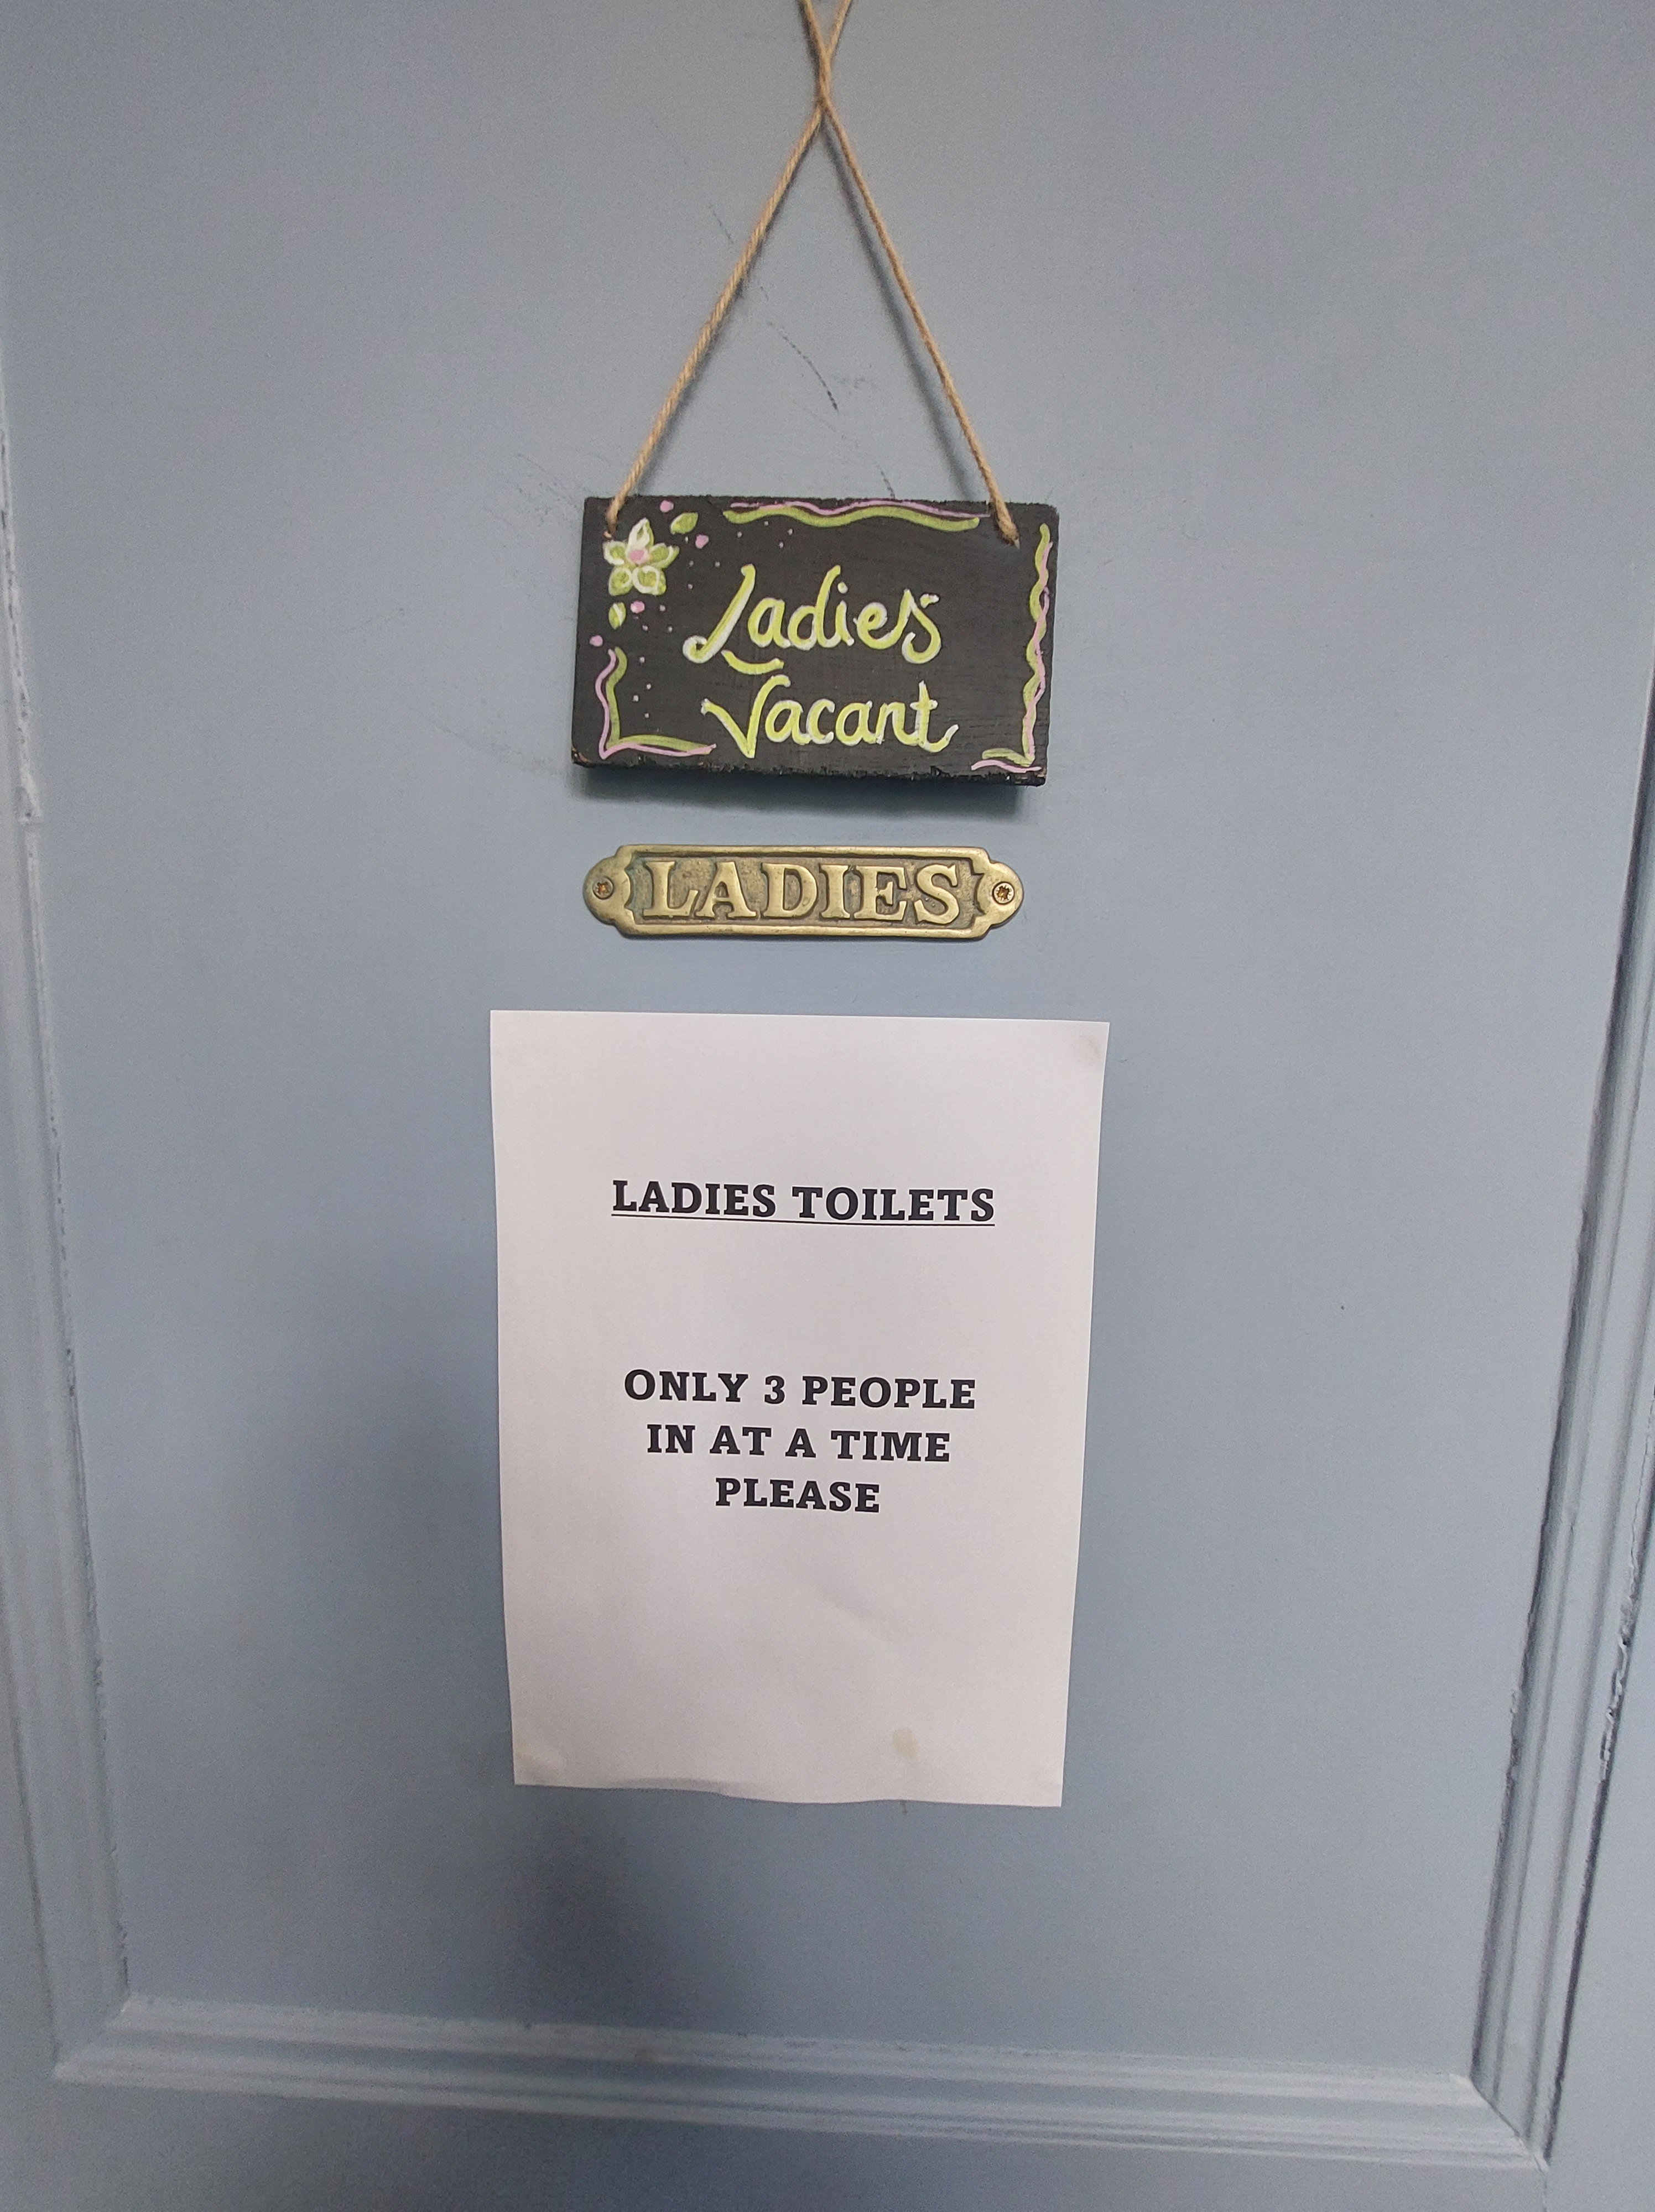 Ladies
Vacant
LADIES
LADIES TOILETS
ONLY 3 PEOPLE
IN AT A TIME
PLEASE